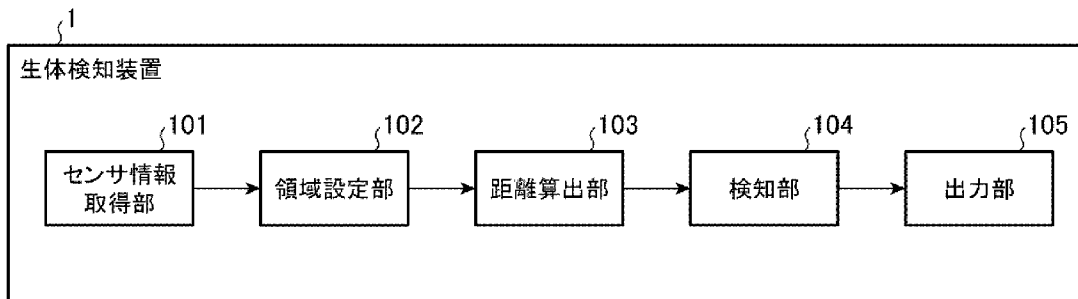 1
生体検知装置
101
センサ情報
取得部
102
領域設定部
103
距離算出部
104
検知部
105
出力部